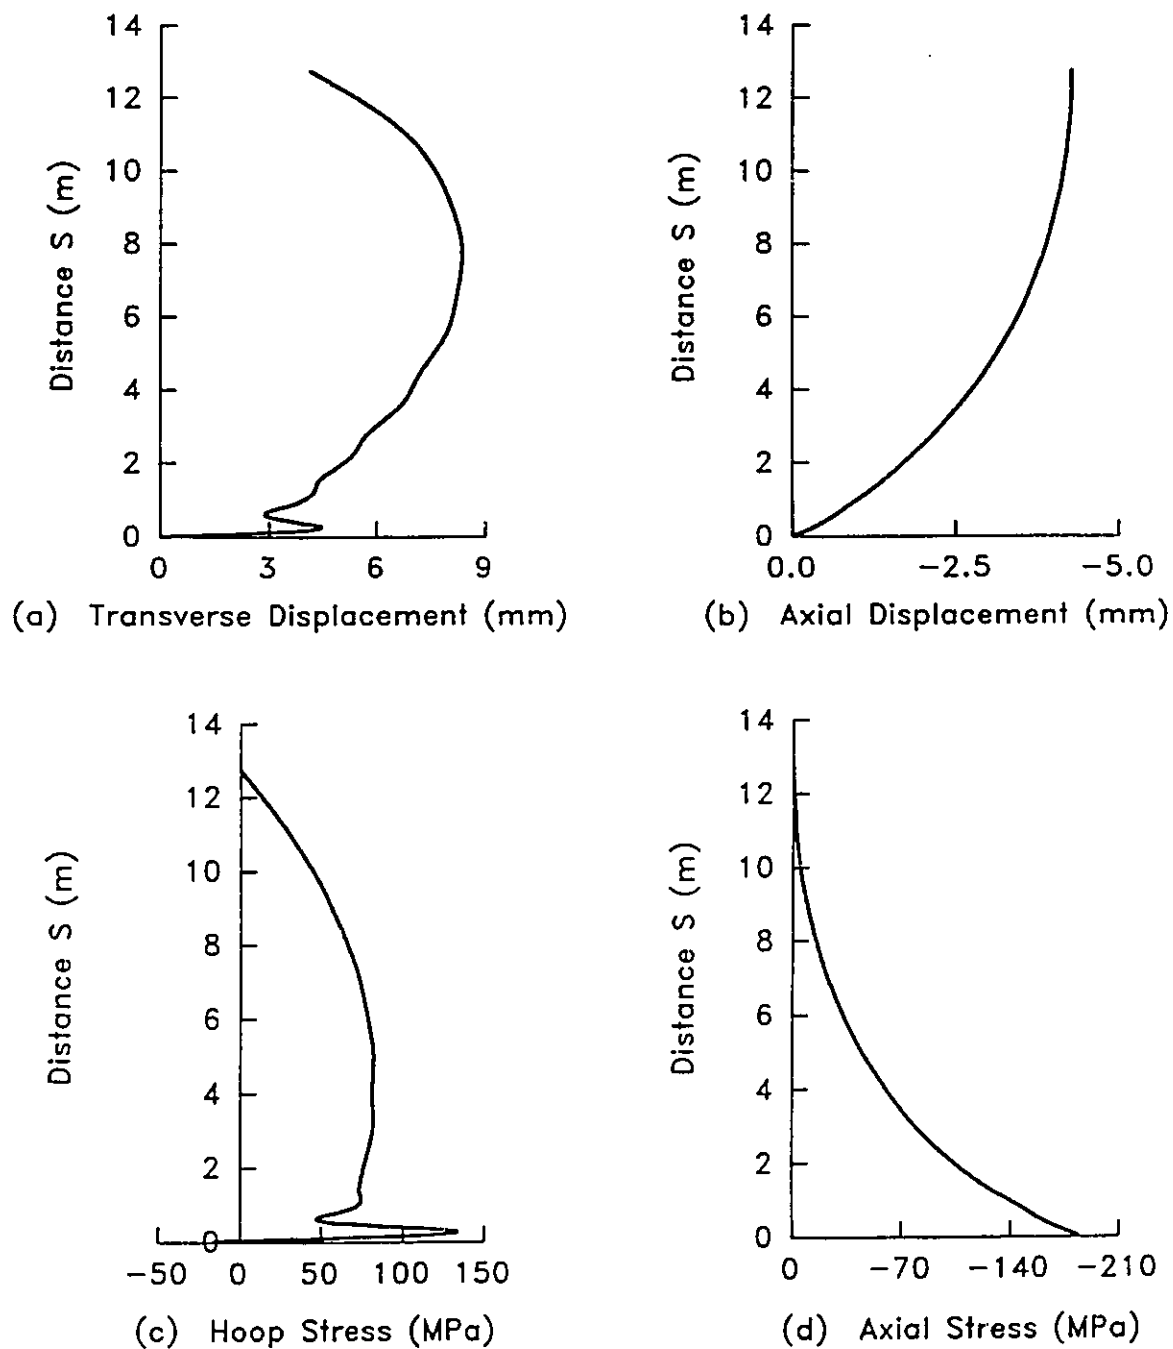 14
12
10
8
6
4
2
0
Distance S (m)
0 3 6 9
(a) Transverse Displacement (mm)
14
12
10
8
6
4
2
0
Distance S (m)
0.0 −2.5 −5.0
(b) Axial Displacement (mm)
14
12
10
8
6
4
2
0
Distance S (m)
−50 0 50 100 150
(c) Hoop Stress (MPa)
14
12
10
8
6
4
2
0
Distance S (m)
0 −70 −140 −210
(d) Axial Stress (MPa)